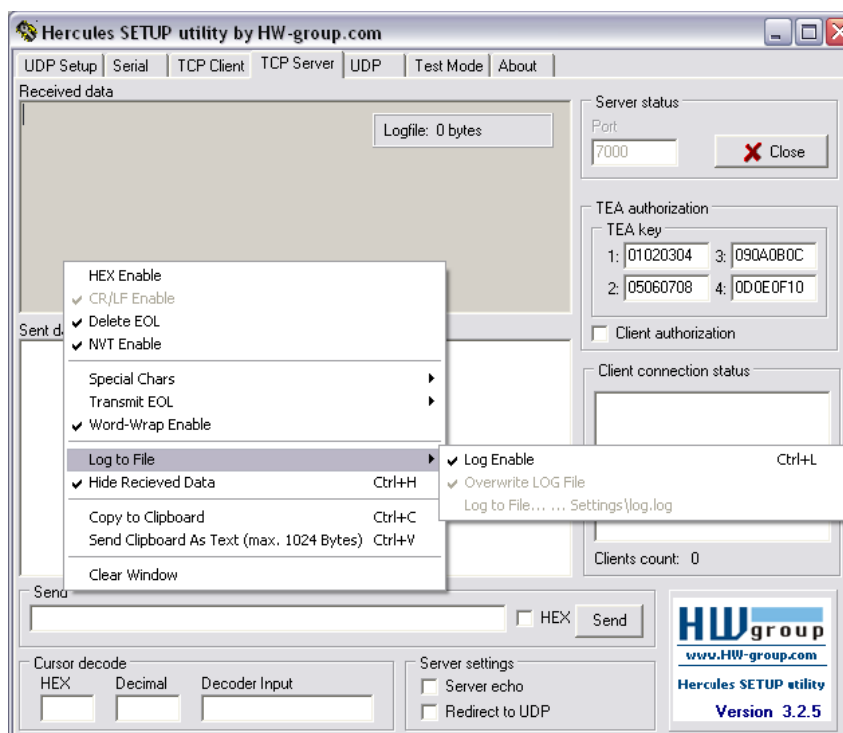 Hercules SETUP utility by HW-group.com
UDP Setup Serial TCP Client TCP Server UDP Test Mode About
Received data
Logfile: 0 bytes
Server status
Port
7000 Close
TEA authorization
TEA key
1: 01020304 3: 090A0B0C
2: 05060708 4: 0D0E0F10
Client authorization
HEX Enable
CR/LF Enable
Delete EOL
NVT Enable
Sent d
Special Chars
Transmit EOL
Word-Wrap Enable
Log to File
Hide Recieved Data Ctrl+H
Copy to Clipboard Ctrl+C
Send Clipboard As Text (max. 1024 Bytes) Ctrl+V
Clear Window
Client connection status
Log Enable Ctrl+L
Overwrite LOG File
Log to File... ... Settings\log.log
Clients count: 0
Send
HEX Send
Cursor decode
HEX Decimal Decoder Input
Server settings
Server echo
Redirect to UDP
HW group
www.HW-group.com
Hercules SETUP utility
Version 3.2.5